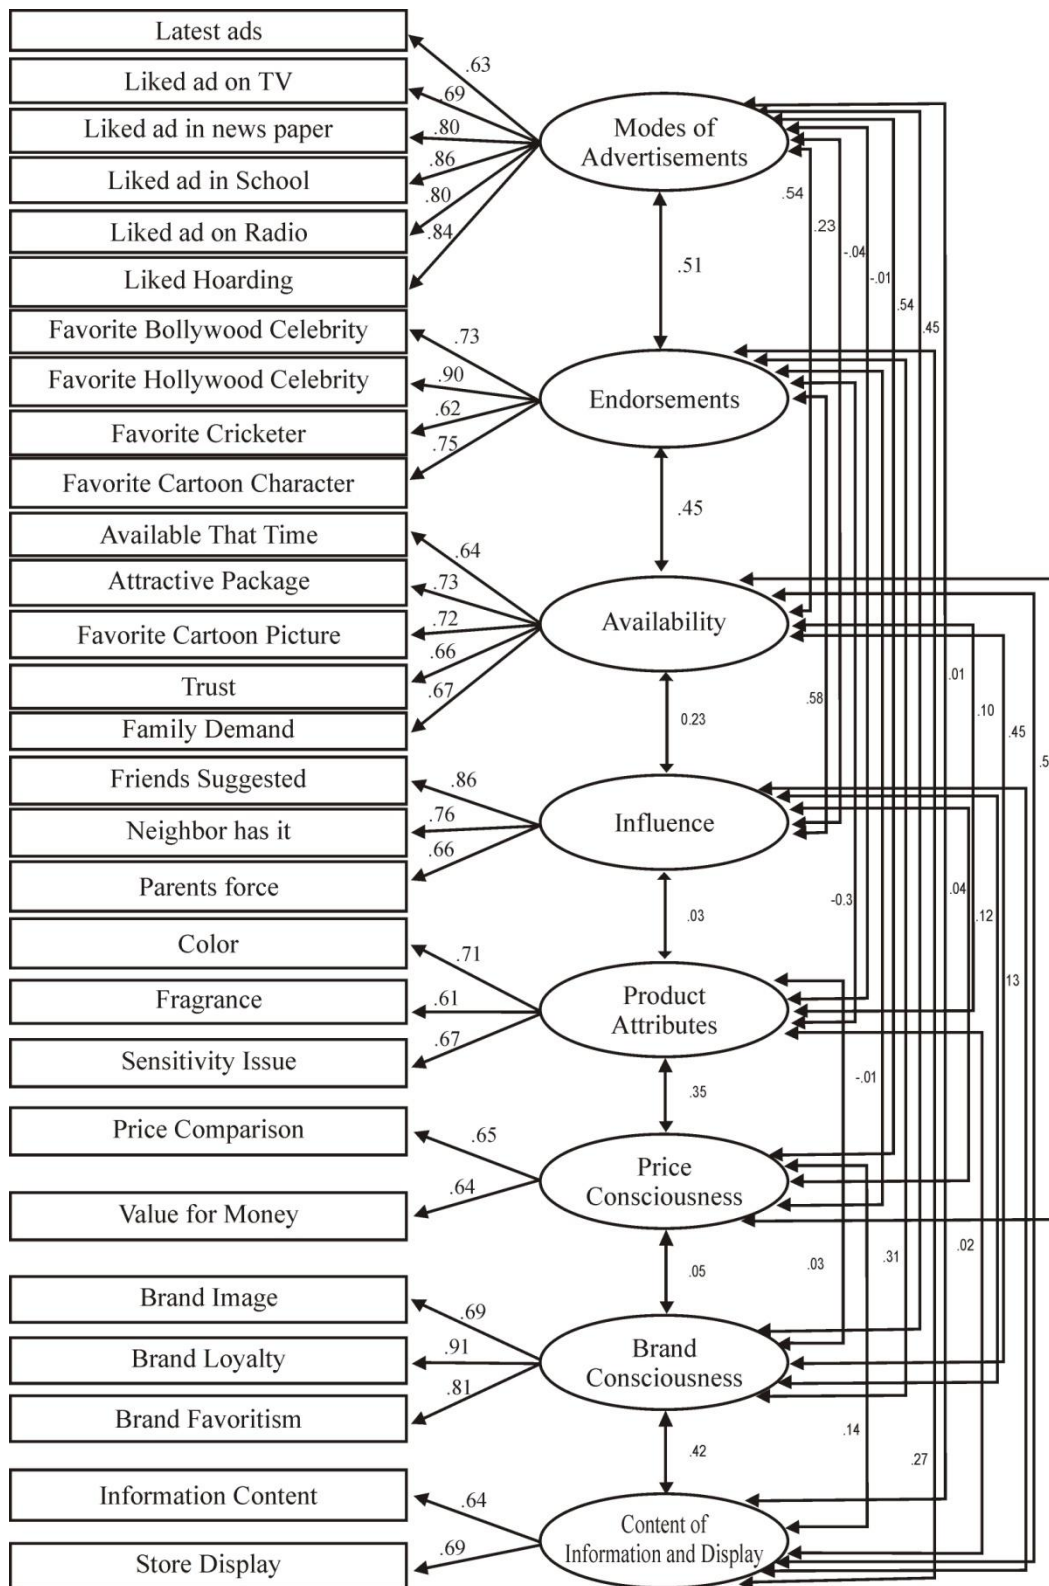 Latest ads
.63
Liked ad on TV
.69
Liked ad in news paper
.80
Liked ad in School
.86
Liked ad on Radio
.80
Liked Hoarding
.84
Modes of
Advertisements
.54
.23
-.04
-.01
.54
.45
.51
Favorite Bollywood Celebrity
.73
Favorite Hollywood Celebrity
.90
Favorite Cricketer
.62
Favorite Cartoon Character
.75
Endorsements
.45
Available That Time
.64
Attractive Package
.73
Favorite Cartoon Picture
.72
Trust
.66
Family Demand
.67
Availability
.58
.01
.10
.45
.5
0.23
Friends Suggested
.86
Neighbor has it
.76
Parents force
.66
Influence
-0.3
.04
.12
13
.03
Color
.71
Fragrance
.61
Sensitivity Issue
.67
Product
Attributes
-.01
.35
Price Comparison
.65
Value for Money
.64
Price
Consciousness
.03
.31
.02
.05
Brand Image
.69
Brand Loyalty
.91
Brand Favoritism
.81
Brand
Consciousness
.14
.27
.42
Information Content
.64
Store Display
.69
Content of
Information and Display